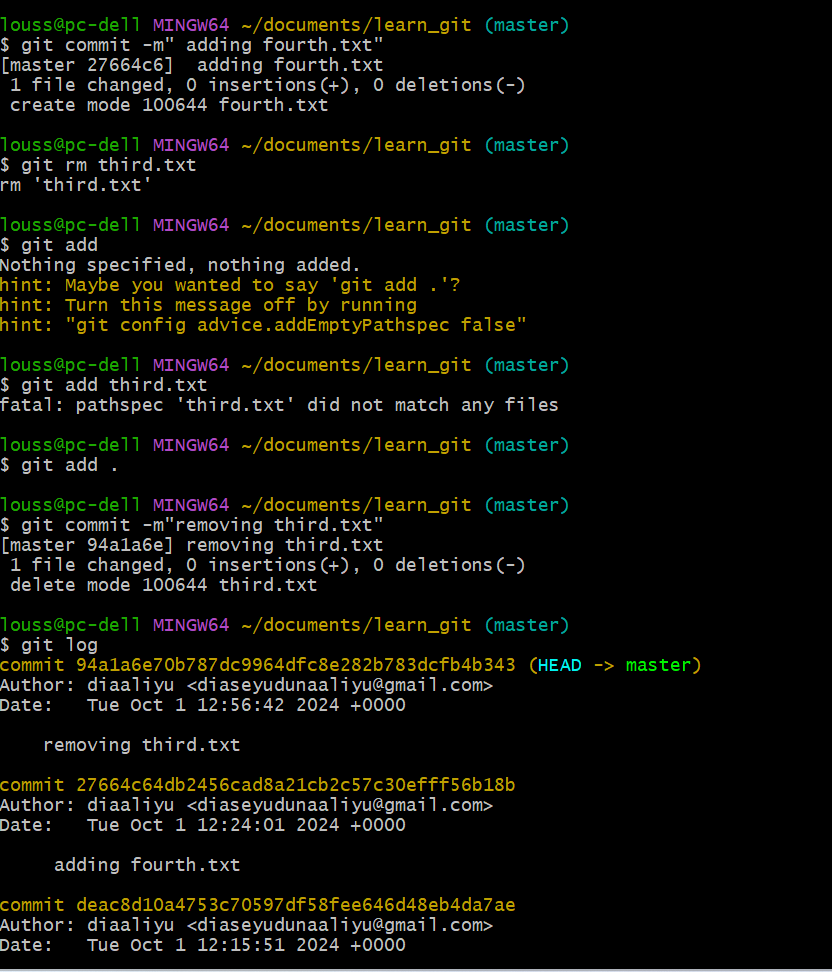 louss@pc-dell MINGW64 ~/documents/learn_git (master)
$ git commit -m" adding fourth.txt"
[master 27664c6]  adding fourth.txt
 1 file changed, 0 insertions(+), 0 deletions(-)
 create mode 100644 fourth.txt

louss@pc-dell MINGW64 ~/documents/learn_git (master)
$ git rm third.txt
rm 'third.txt'

louss@pc-dell MINGW64 ~/documents/learn_git (master)
$ git add
Nothing specified, nothing added.
hint: Maybe you wanted to say 'git add .'?
hint: Turn this message off by running
hint: "git config advice.addEmptyPathspec false"

louss@pc-dell MINGW64 ~/documents/learn_git (master)
$ git add third.txt
fatal: pathspec 'third.txt' did not match any files

louss@pc-dell MINGW64 ~/documents/learn_git (master)
$ git add .

louss@pc-dell MINGW64 ~/documents/learn_git (master)
$ git commit -m"removing third.txt"
[master 94a1a6e] removing third.txt
 1 file changed, 0 insertions(+), 0 deletions(-)
 delete mode 100644 third.txt

louss@pc-dell MINGW64 ~/documents/learn_git (master)
$ git log
commit 94a1a6e70b787dc9964dfc8e282b783dcfb4b343 (HEAD -> master)
Author: diaaliyu <diaseyudunaaliyu@gmail.com>
Date:   Tue Oct 1 12:56:42 2024 +0000

    removing third.txt

commit 27664c64db2456cad8a21cb2c57c30efff56b18b
Author: diaaliyu <diaseyudunaaliyu@gmail.com>
Date:   Tue Oct 1 12:24:01 2024 +0000

     adding fourth.txt

commit deac8d10a4753c70597df58fee646d48eb4da7ae
Author: diaaliyu <diaseyudunaaliyu@gmail.com>
Date:   Tue Oct 1 12:15:51 2024 +0000